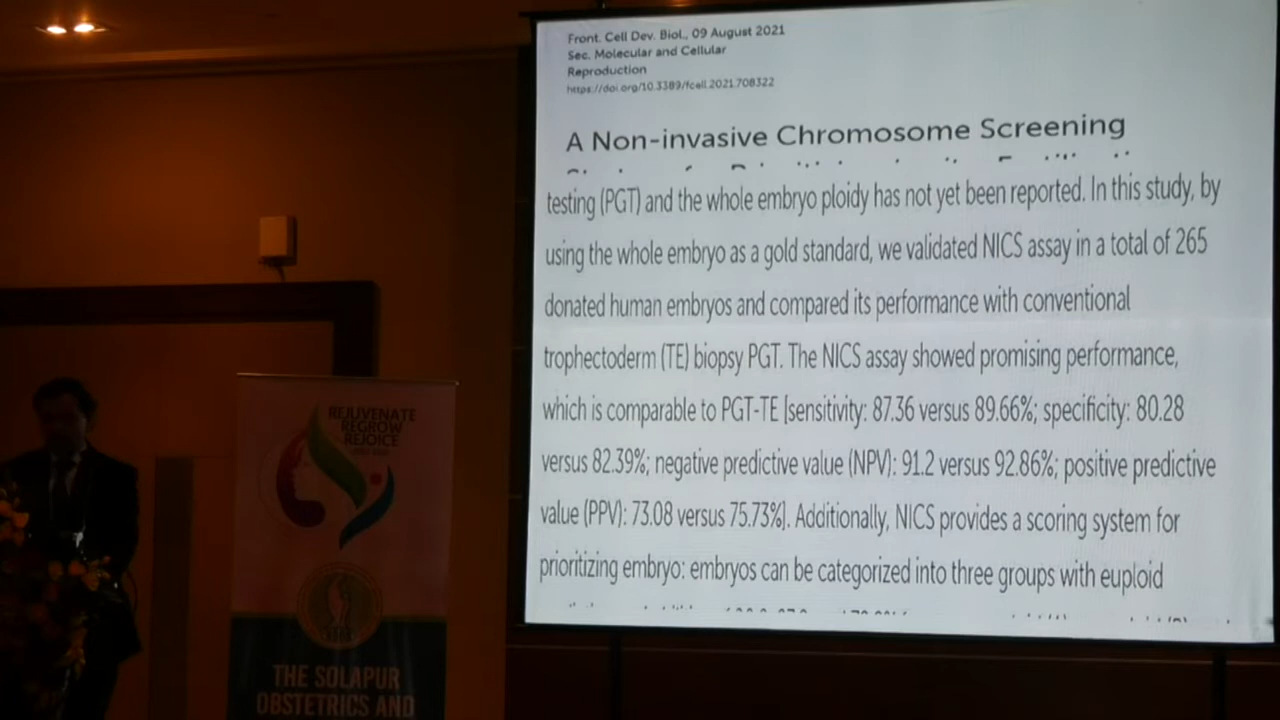 Front. Cell Dev. Biol., 09 August 2021
Sec. Molecular and Cellular
Reproduction
https://doi.org/10.3389/fcell.2021.708322
A Non-invasive Chromosome Screening
testing (PGT) and the whole embryo ploidy has not yet been reported. In this study, by
using the whole embryo as a gold standard, we validated NICS assay in a total of 265
donated human embryos and compared its performance with conventional
trophectoderm (TE) biopsy PGT. The NICS assay showed promising performance,
which is comparable to PGT-TE [sensitivity: 87.36 versus 89.66%; specificity: 80.28
versus 82.39%; negative predictive value (NPV): 91.2 versus 92.86%; positive predictive
value (PPV): 73.08 versus 75.73%]. Additionally, NICS provides a scoring system for
prioritizing embryo: embryos can be categorized into three groups with euploid
REJUVENATE
REGROW
REJOICE
THE SOLAPUR
OBSTETRICS AND